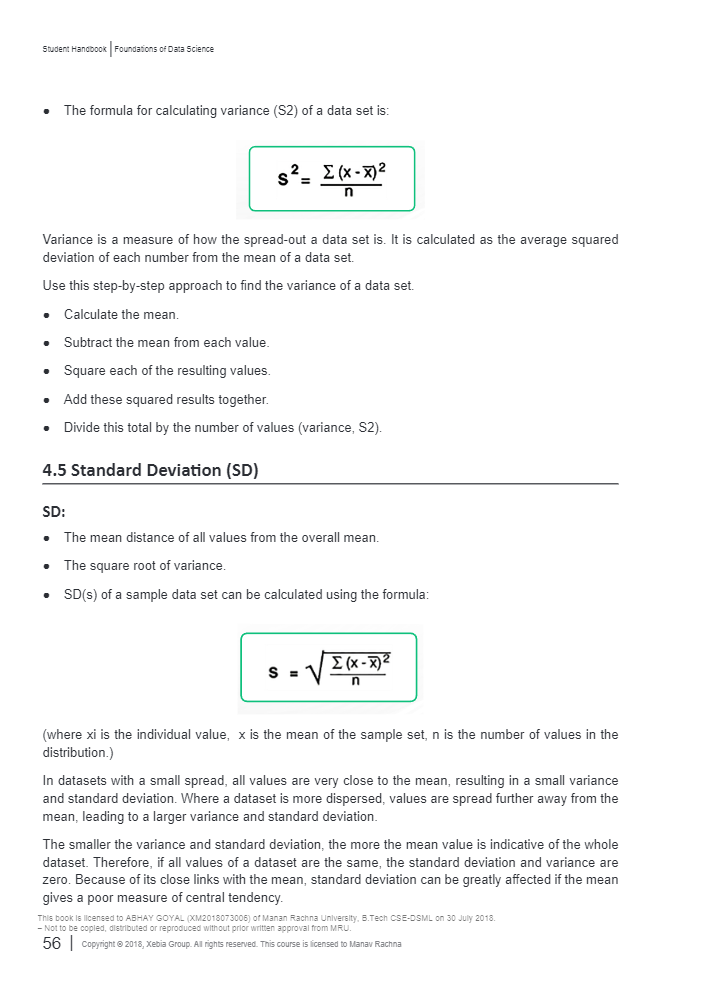 Student Handbook | Foundations of Data Science
• The formula for calculating variance (S2) of a data set is:
S² = Σ (x - x̅)² / n
Variance is a measure of how the spread-out a data set is. It is calculated as the average squared
deviation of each number from the mean of a data set.
Use this step-by-step approach to find the variance of a data set.
• Calculate the mean.
• Subtract the mean from each value.
• Square each of the resulting values.
• Add these squared results together.
• Divide this total by the number of values (variance, S2).
4.5 Standard Deviation (SD)
SD:
• The mean distance of all values from the overall mean.
• The square root of variance.
• SD(s) of a sample data set can be calculated using the formula:
S = √(Σ (x - x̅)² / n)
(where xi is the individual value, x is the mean of the sample set, n is the number of values in the
distribution.)
In datasets with a small spread, all values are very close to the mean, resulting in a small variance
and standard deviation. Where a dataset is more dispersed, values are spread further away from the
mean, leading to a larger variance and standard deviation.
The smaller the variance and standard deviation, the more the mean value is indicative of the whole
dataset. Therefore, if all values of a dataset are the same, the standard deviation and variance are
zero. Because of its close links with the mean, standard deviation can be greatly affected if the mean
gives a poor measure of central tendency.
This book is licensed to ABHAY GOYAL (XM2018073006) of Manan Rachna University, B.Tech CSE-DSML on 30 July 2018.
– Not to be copied, distributed or reproduced without prior written approval from MRU.
56 | Copyright © 2018, Xebia Group. All rights reserved. This course is licensed to Manav Rachna